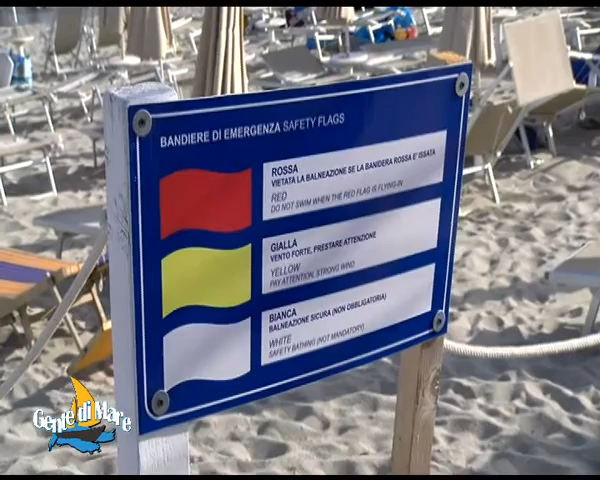 BANDIERE DI EMERGENZA SAFETY FLAGS
ROSSA
VIETATA LA BALNEAZIONE SE LA BANIDERA ROSSA E' ISSATA
RED
DO NOT SWIM WHEN THE RED FLAG IS FLYING-IN
GIALLA
VENTO FORTE, PRESTARE ATTENZIONE
YELLOW
PAY ATTENTION, STRONG WIND
BIANCA
BALNEAZIONE SICURA (NON OBBLIGATORIA)
WHITE
SAFETY BATHING (NOT MANDATORY)
Gente di Mare